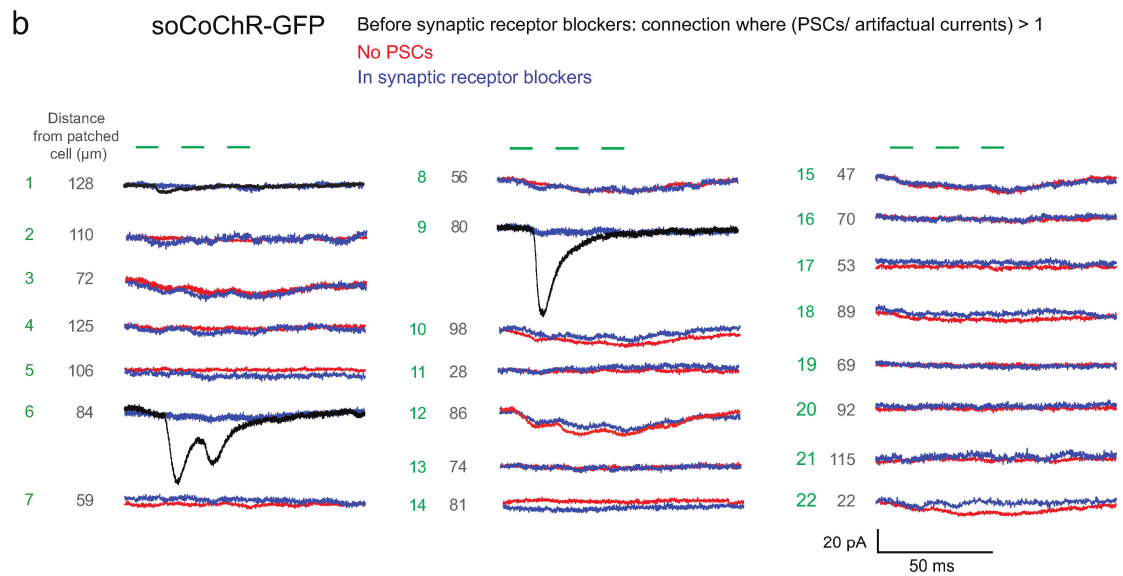 b
soCoChR-GFP
Before synaptic receptor blockers: connection where (PSCs/ artifactual currents) > 1
No PSCs
In synaptic receptor blockers
Distance
from patched
cell (µm)
1 128
2 110
3 72
4 125
5 106
6 84
7 59
8 56
9 80
10 98
11 28
12 86
13 74
14 81
15 47
16 70
17 53
18 89
19 69
20 92
21 115
22 22
20 pA
50 ms